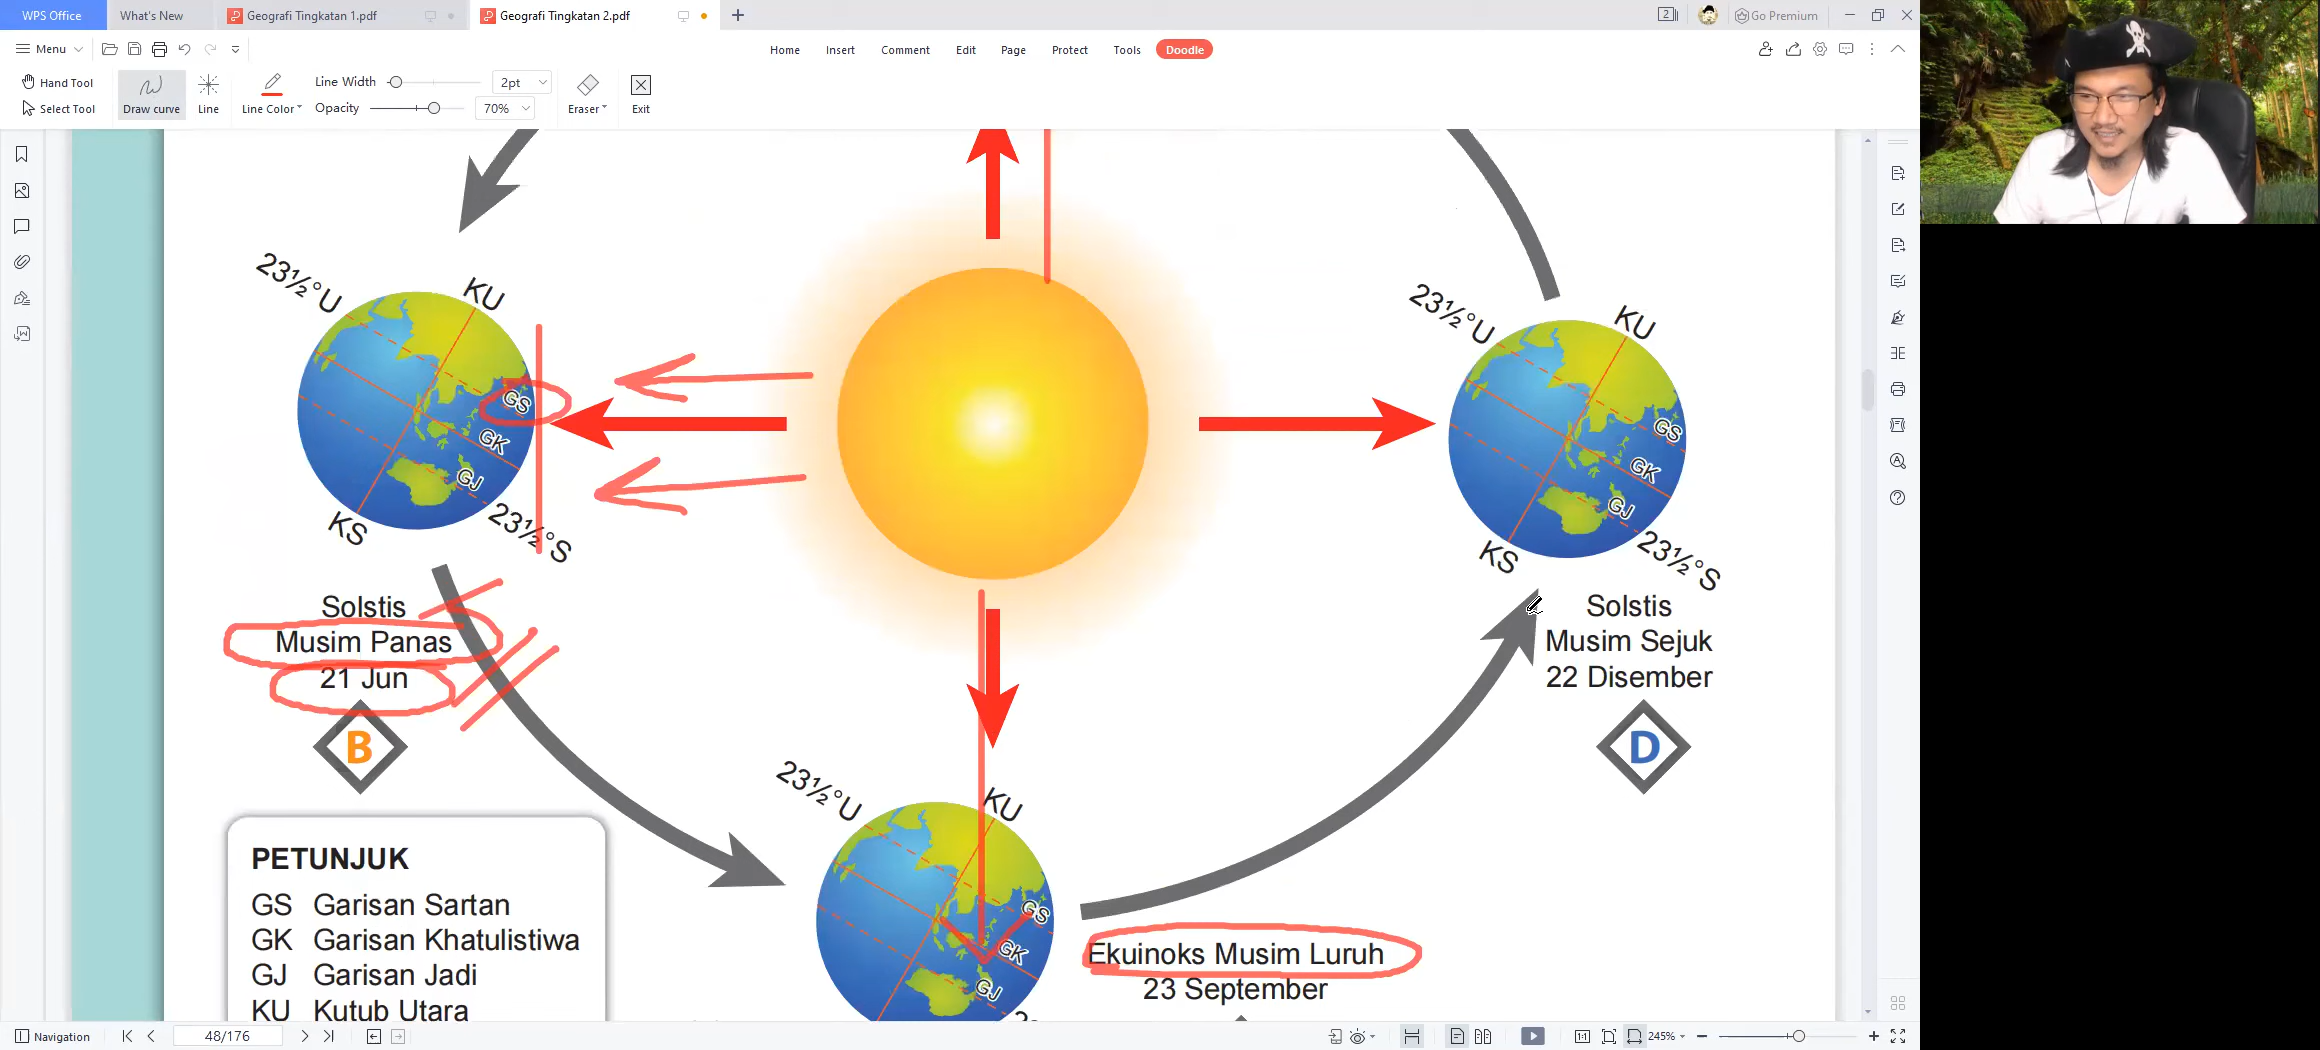 WPS Office
What's New
Geografi Tingkatan 1.pdf
Geografi Tingkatan 2.pdf
2
Go Premium
Menu
Home
Insert
Comment
Edit
Page
Protect
Tools
Doodle
Hand Tool
Select Tool
Draw curve
Line
Line Color
Line Width
2pt
Opacity
70%
Eraser
Exit
23½°U
KU
GS
GK
GJ
KS
23½°S
Solstis
Musim Panas
21 Jun
B
23½°U
KU
GS
GK
GJ
KS
23½°S
Solstis
Musim Sejuk
22 Disember
D
23½°U
KU
GS
GK
GJ
Ekuinoks Musim Luruh
23 September
PETUNJUK
GS Garisan Sartan
GK Garisan Khatulistiwa
GJ Garisan Jadi
KU Kutub Utara
Navigation
48/176
1:1
245%